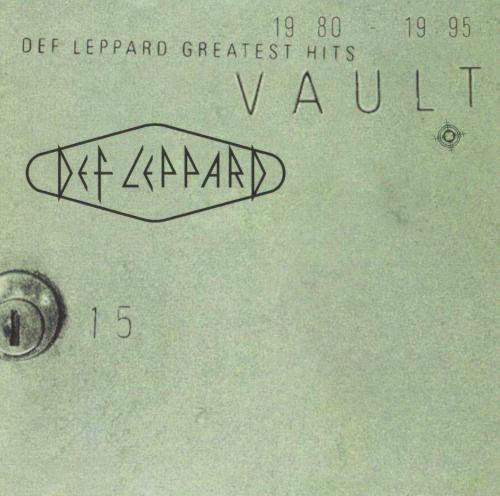 19 80 - 19 95
DEF LEPPARD GREATEST HITS
VAULT
DEF LEPPARD
15